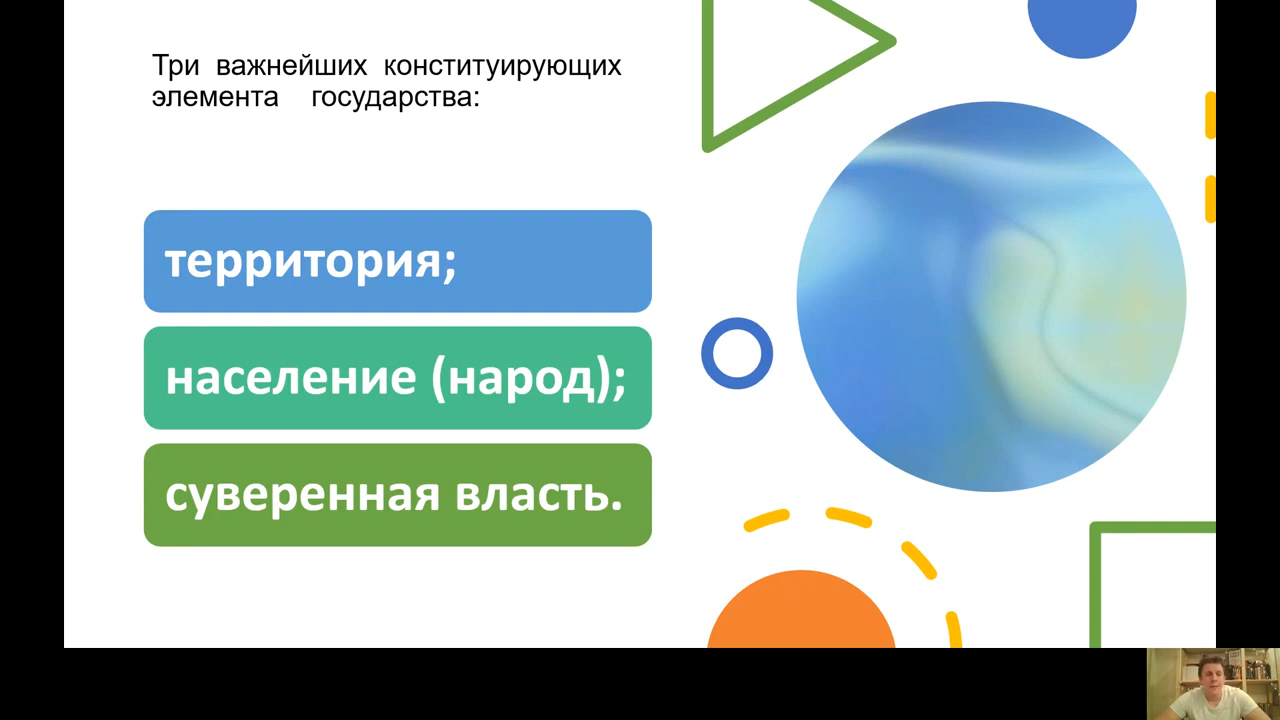 Три важнейших конституирующих
элемента государства:
территория;
население (народ);
суверенная власть.